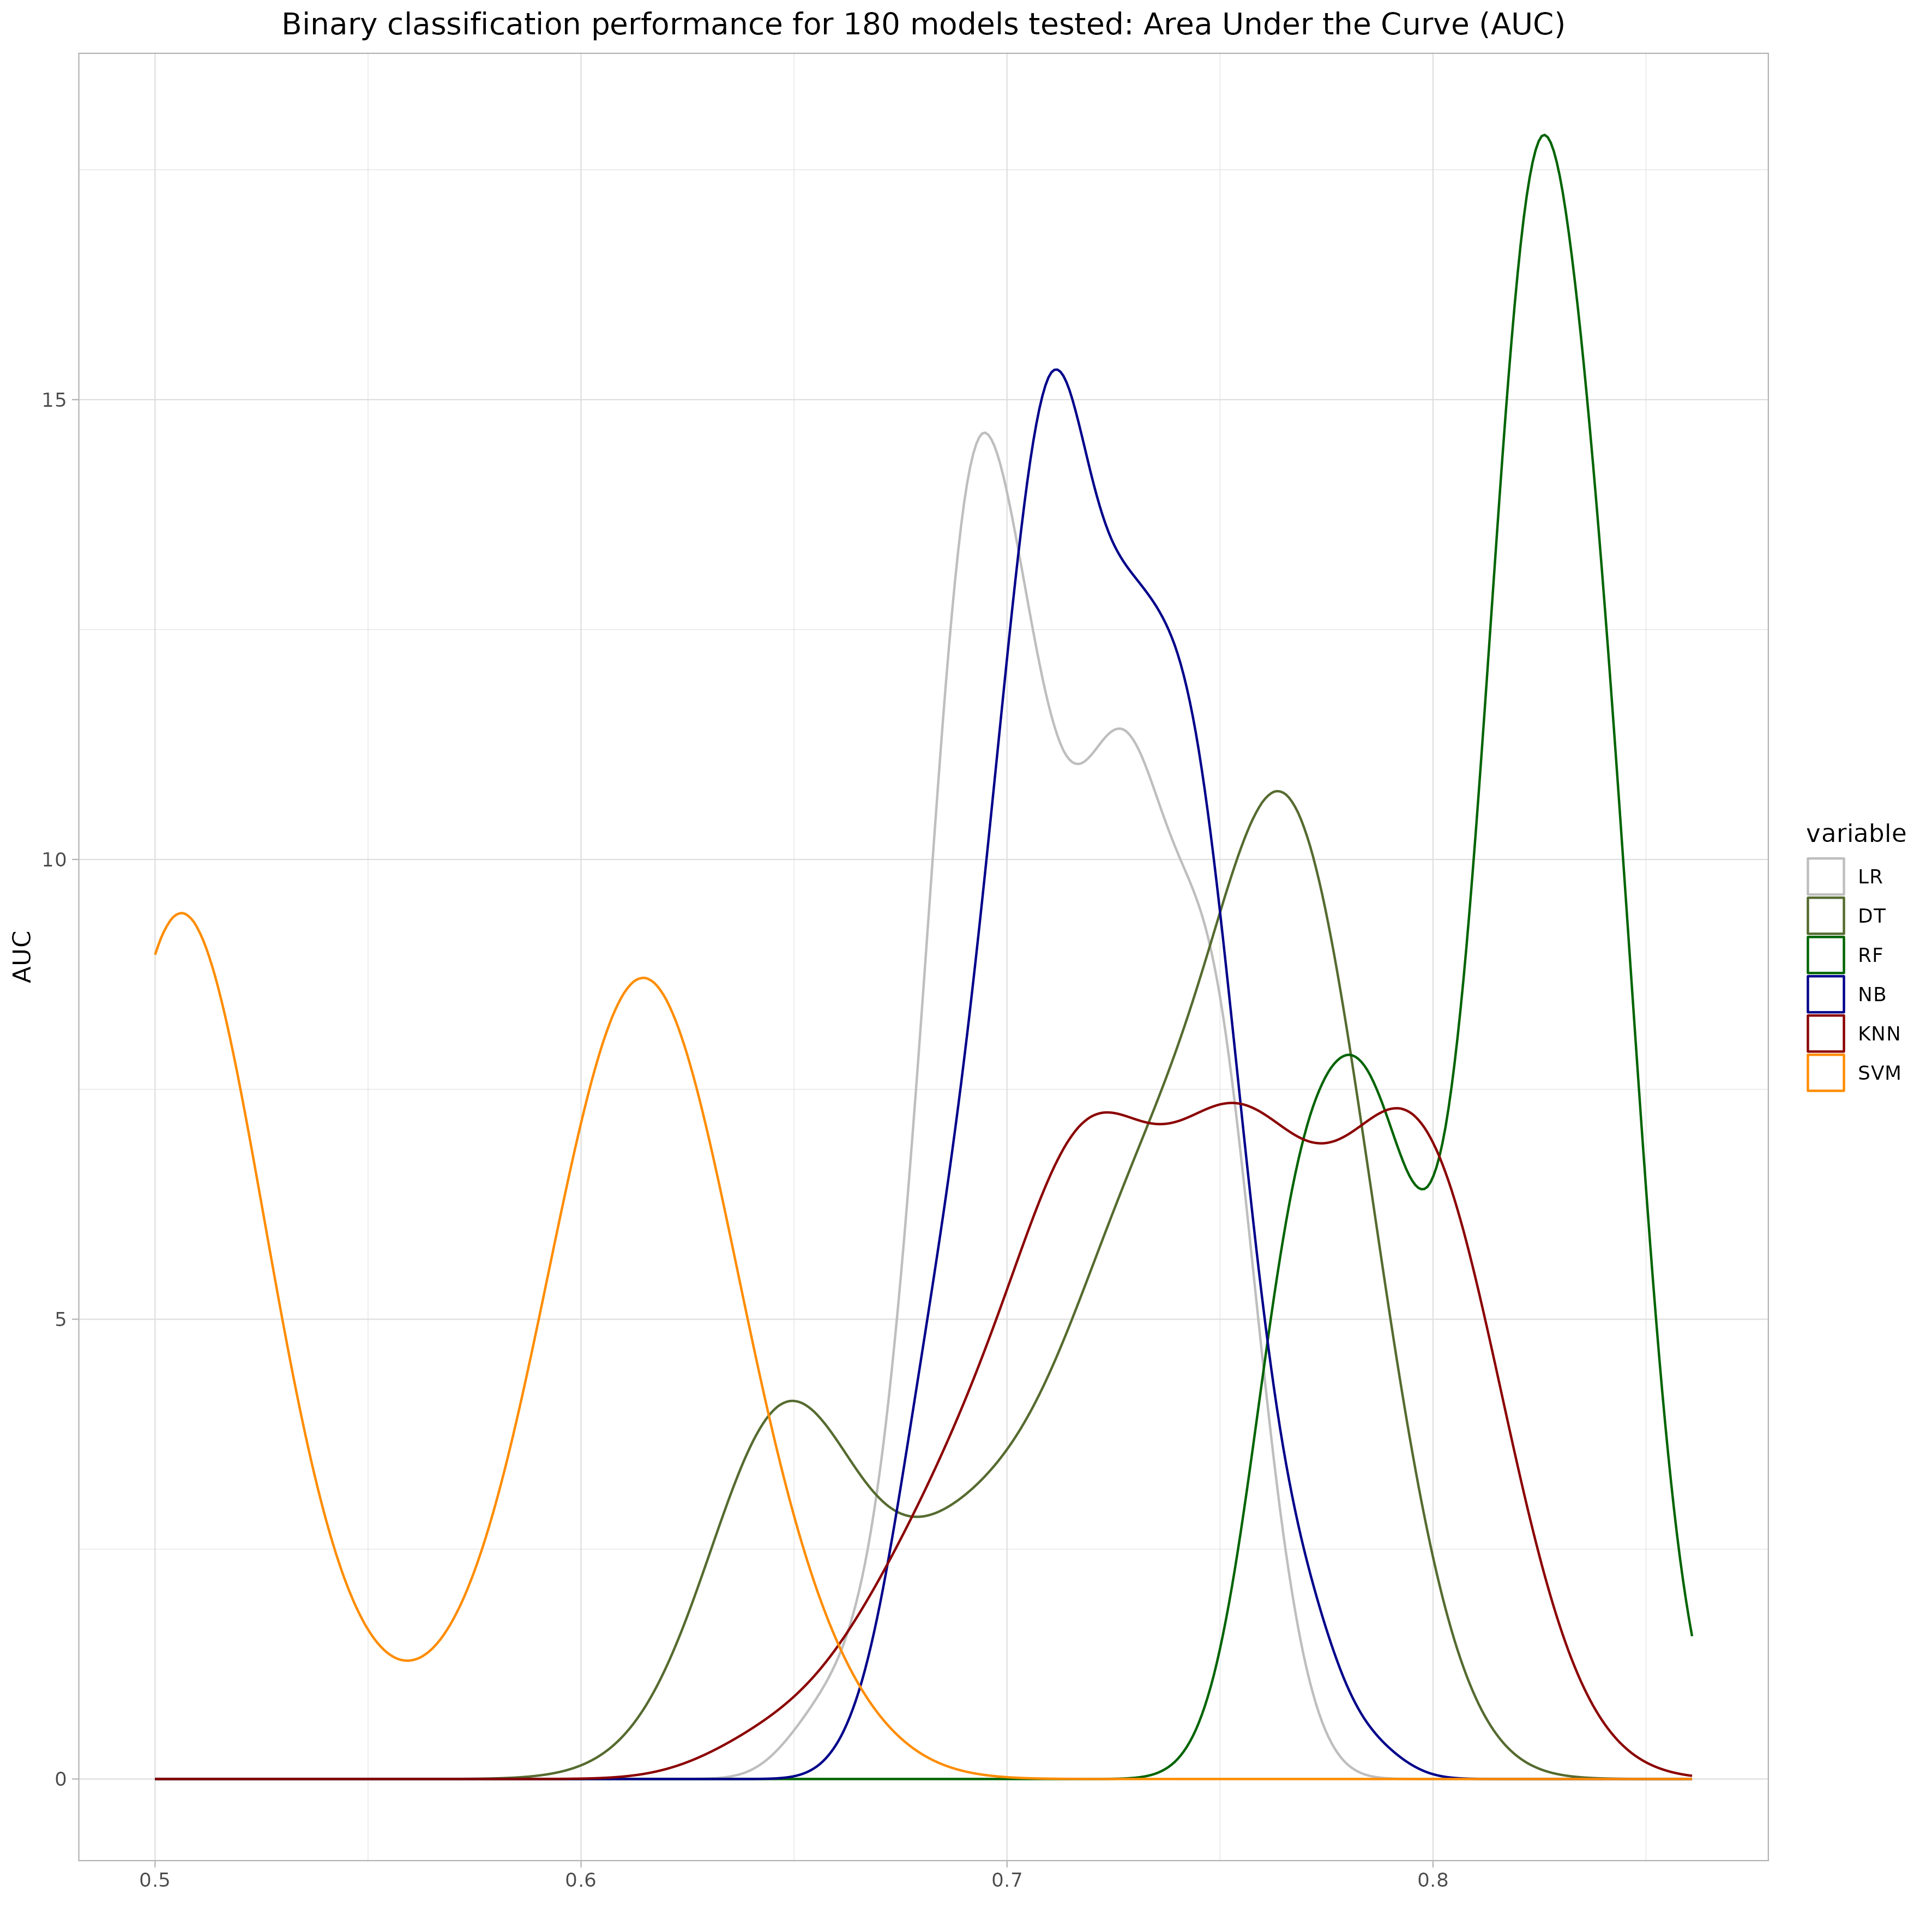 Binary classification performance for 180 models tested: Area Under the Curve (AUC)
15
10
5
0
AUC
0.5
0.6
0.7
0.8
variable
LR
DT
RF
NB
KNN
SVM